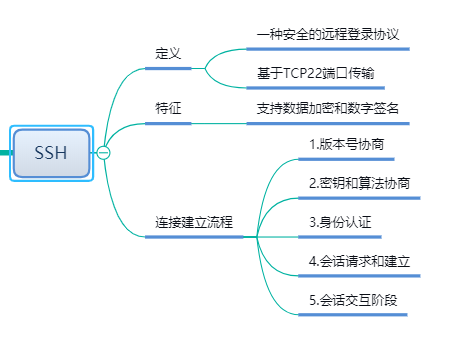 SSH
定义
一种安全的远程登录协议
基于TCP22端口传输
特征
支持数据加密和数字签名
连接建立流程
1.版本号协商
2.密钥和算法协商
3.身份认证
4.会话请求和建立
5.会话交互阶段